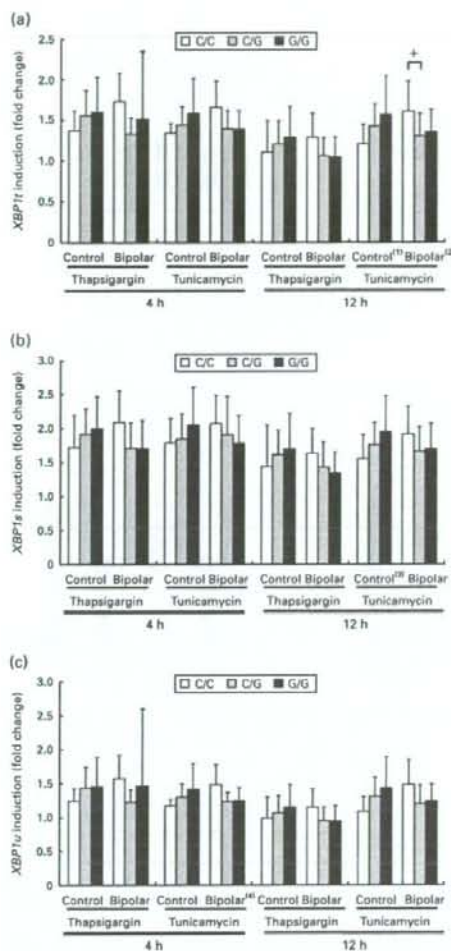 (a)
XBP1t induction (fold change)
2.5
2.0
1.5
1.0
0.5
0
C/C C/G G/G
+
Control Bipolar Control Bipolar Control Bipolar Control(1) Bipolar(2)
Thapsigargin Tunicamycin Thapsigargin Tunicamycin
4 h 12 h
(b)
XBP1s induction (fold change)
3.0
2.5
2.0
1.5
1.0
0.5
0
C/C C/G G/G
Control Bipolar Control Bipolar Control Bipolar Control(3) Bipolar
Thapsigargin Tunicamycin Thapsigargin Tunicamycin
4 h 12 h
(c)
XBP1u induction (fold change)
3.0
2.5
2.0
1.5
1.0
0.5
0
C/C C/G G/G
Control Bipolar Control Bipolar(4) Control Bipolar Control Bipolar
Thapsigargin Tunicamycin Thapsigargin Tunicamycin
4 h 12 h